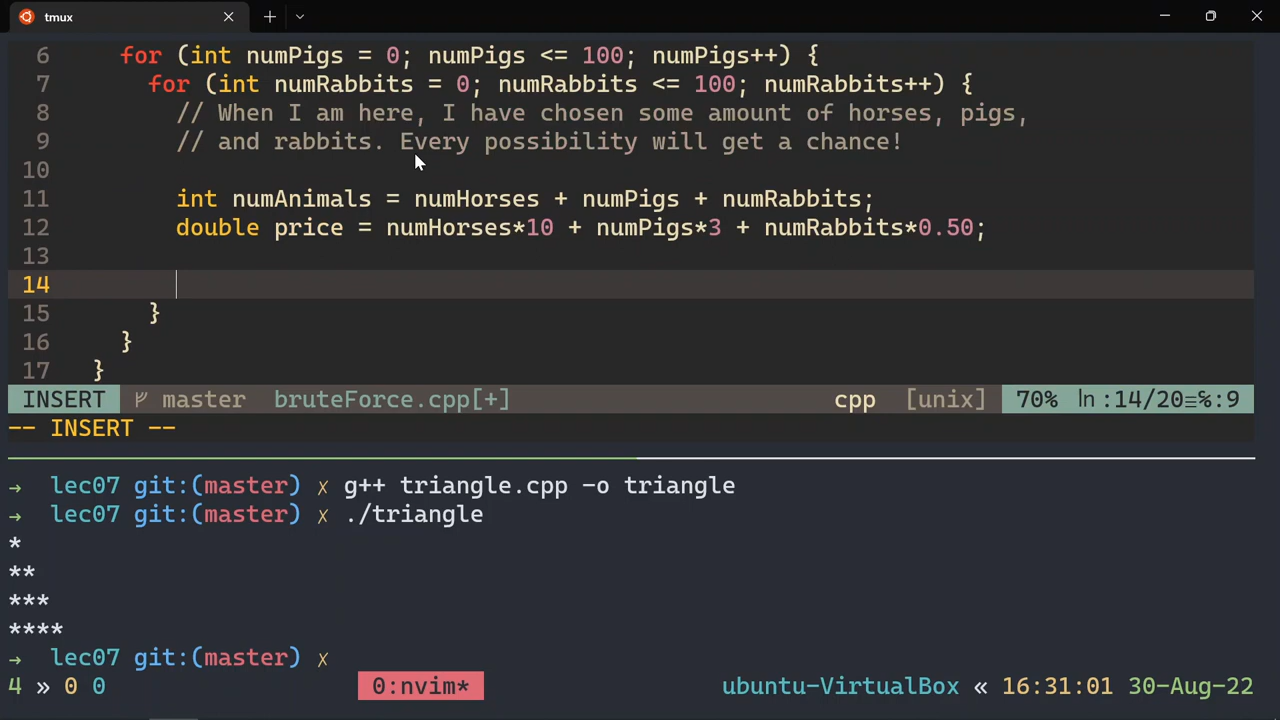 tmux
6 for (int numPigs = 0; numPigs <= 100; numPigs++) {
7 for (int numRabbits = 0; numRabbits <= 100; numRabbits++) {
8 // When I am here, I have chosen some amount of horses, pigs,
9 // and rabbits. Every possibility will get a chance!
10
11 int numAnimals = numHorses + numPigs + numRabbits;
12 double price = numHorses*10 + numPigs*3 + numRabbits*0.50;
13
14
15 }
16 }
17 }
INSERT master bruteForce.cpp[+] cpp [unix] 70% ln :14/20≡℅:9
-- INSERT --
→ lec07 git:(master) ✗ g++ triangle.cpp -o triangle
→ lec07 git:(master) ✗ ./triangle
*
**
***
****
→ lec07 git:(master) ✗
4 » 0 0 0:nvim* ubuntu-VirtualBox « 16:31:01 30-Aug-22